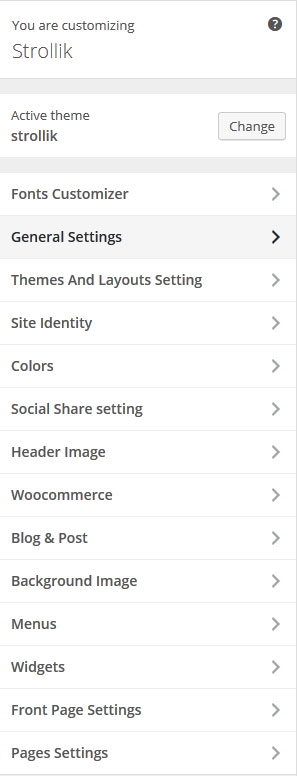 You are customizing
?
Strollik
Active theme
strollik
Change
Fonts Customizer
General Settings
Themes And Layouts Setting
Site Identity
Colors
Social Share setting
Header Image
Woocommerce
Blog & Post
Background Image
Menus
Widgets
Front Page Settings
Pages Settings